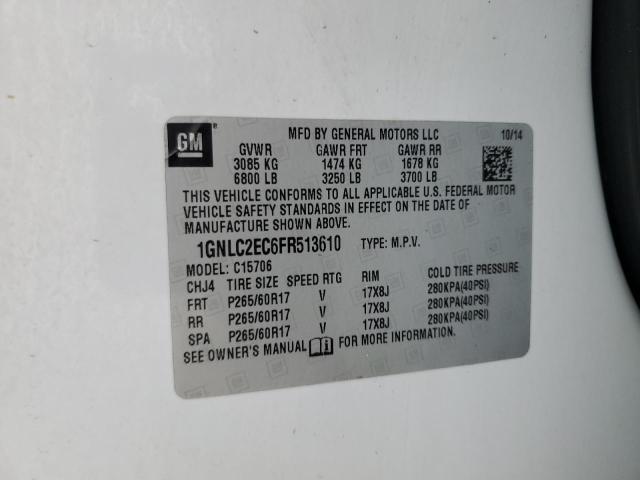 GM ®
MFD BY GENERAL MOTORS LLC 10/14
GVWR GAWR FRT GAWR RR
3085 KG 1474 KG 1678 KG
6800 LB 3250 LB 3700 LB
THIS VEHICLE CONFORMS TO ALL APPLICABLE U.S. FEDERAL MOTOR
VEHICLE SAFETY STANDARDS IN EFFECT ON THE DATE OF
MANUFACTURE SHOWN ABOVE.
1GNLC2EC6FR513610 TYPE: M.P.V.
MODEL: C15706
CHJ4 TIRE SIZE SPEED RTG RIM COLD TIRE PRESSURE
FRT P265/60R17 V 17X8J 280KPA(40PSI)
RR P265/60R17 V 17X8J 280KPA(40PSI)
SPA P265/60R17 V 17X8J 280KPA(40PSI)
SEE OWNER'S MANUAL FOR MORE INFORMATION.